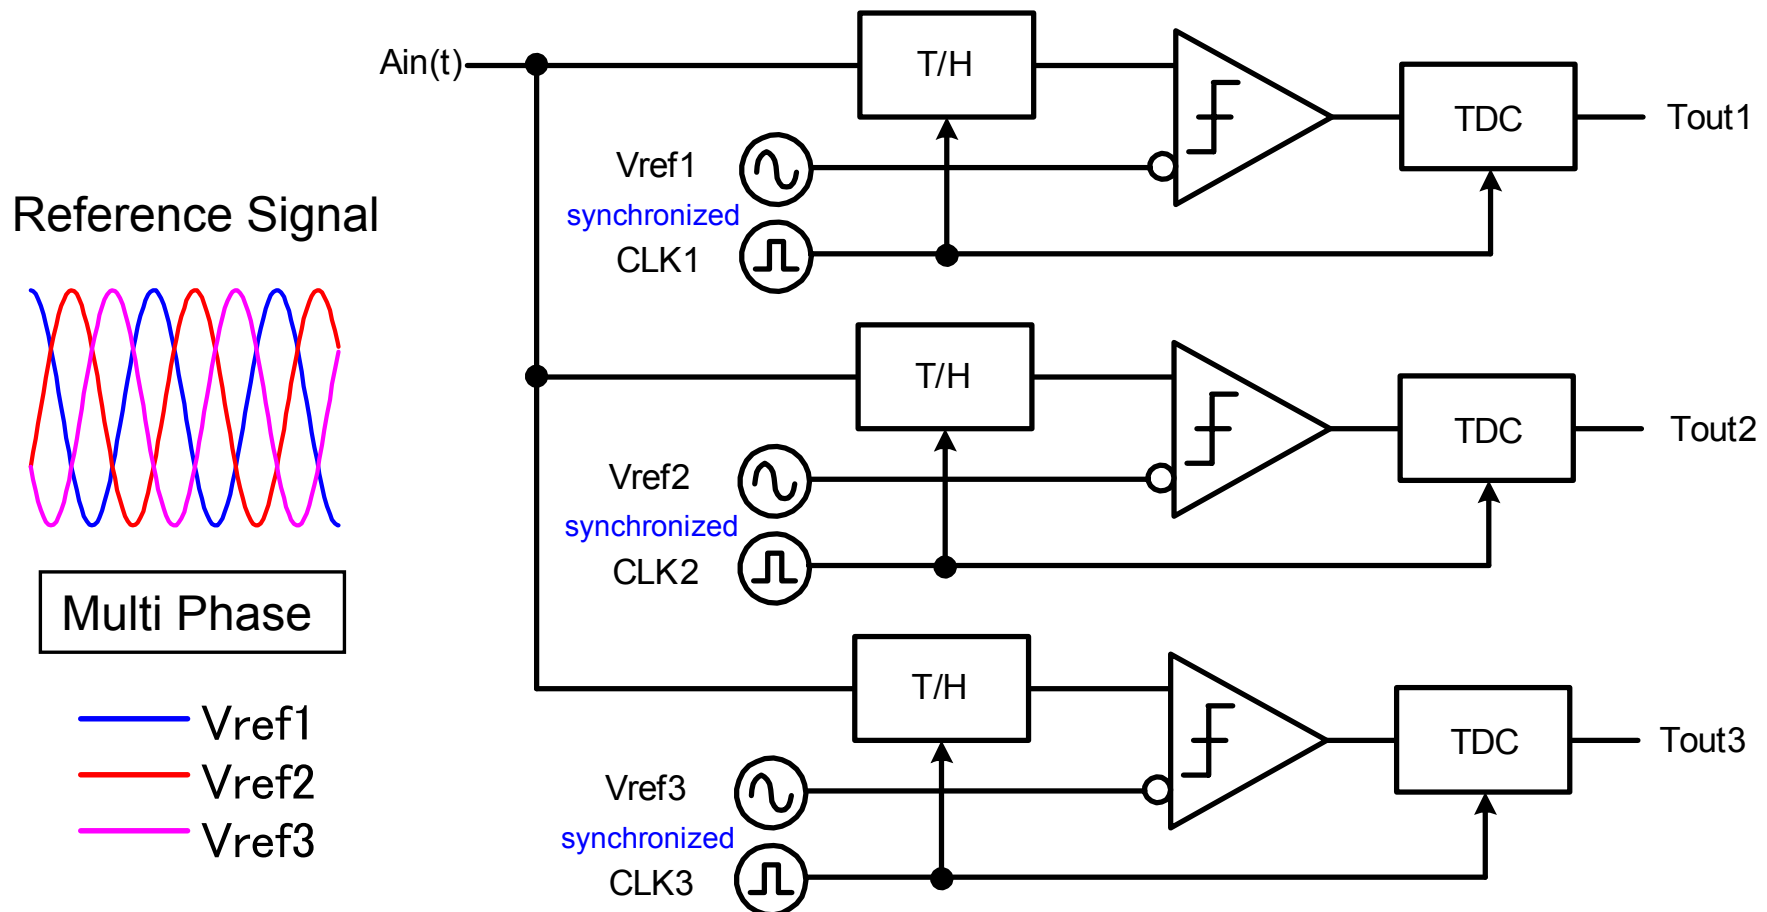 Ain(t)
T/H
TDC
Tout1
Vref1
synchronized
CLK1
Reference Signal
T/H
TDC
Tout2
Vref2
synchronized
CLK2
Multi Phase
Vref1
Vref2
Vref3
T/H
TDC
Tout3
Vref3
synchronized
CLK3